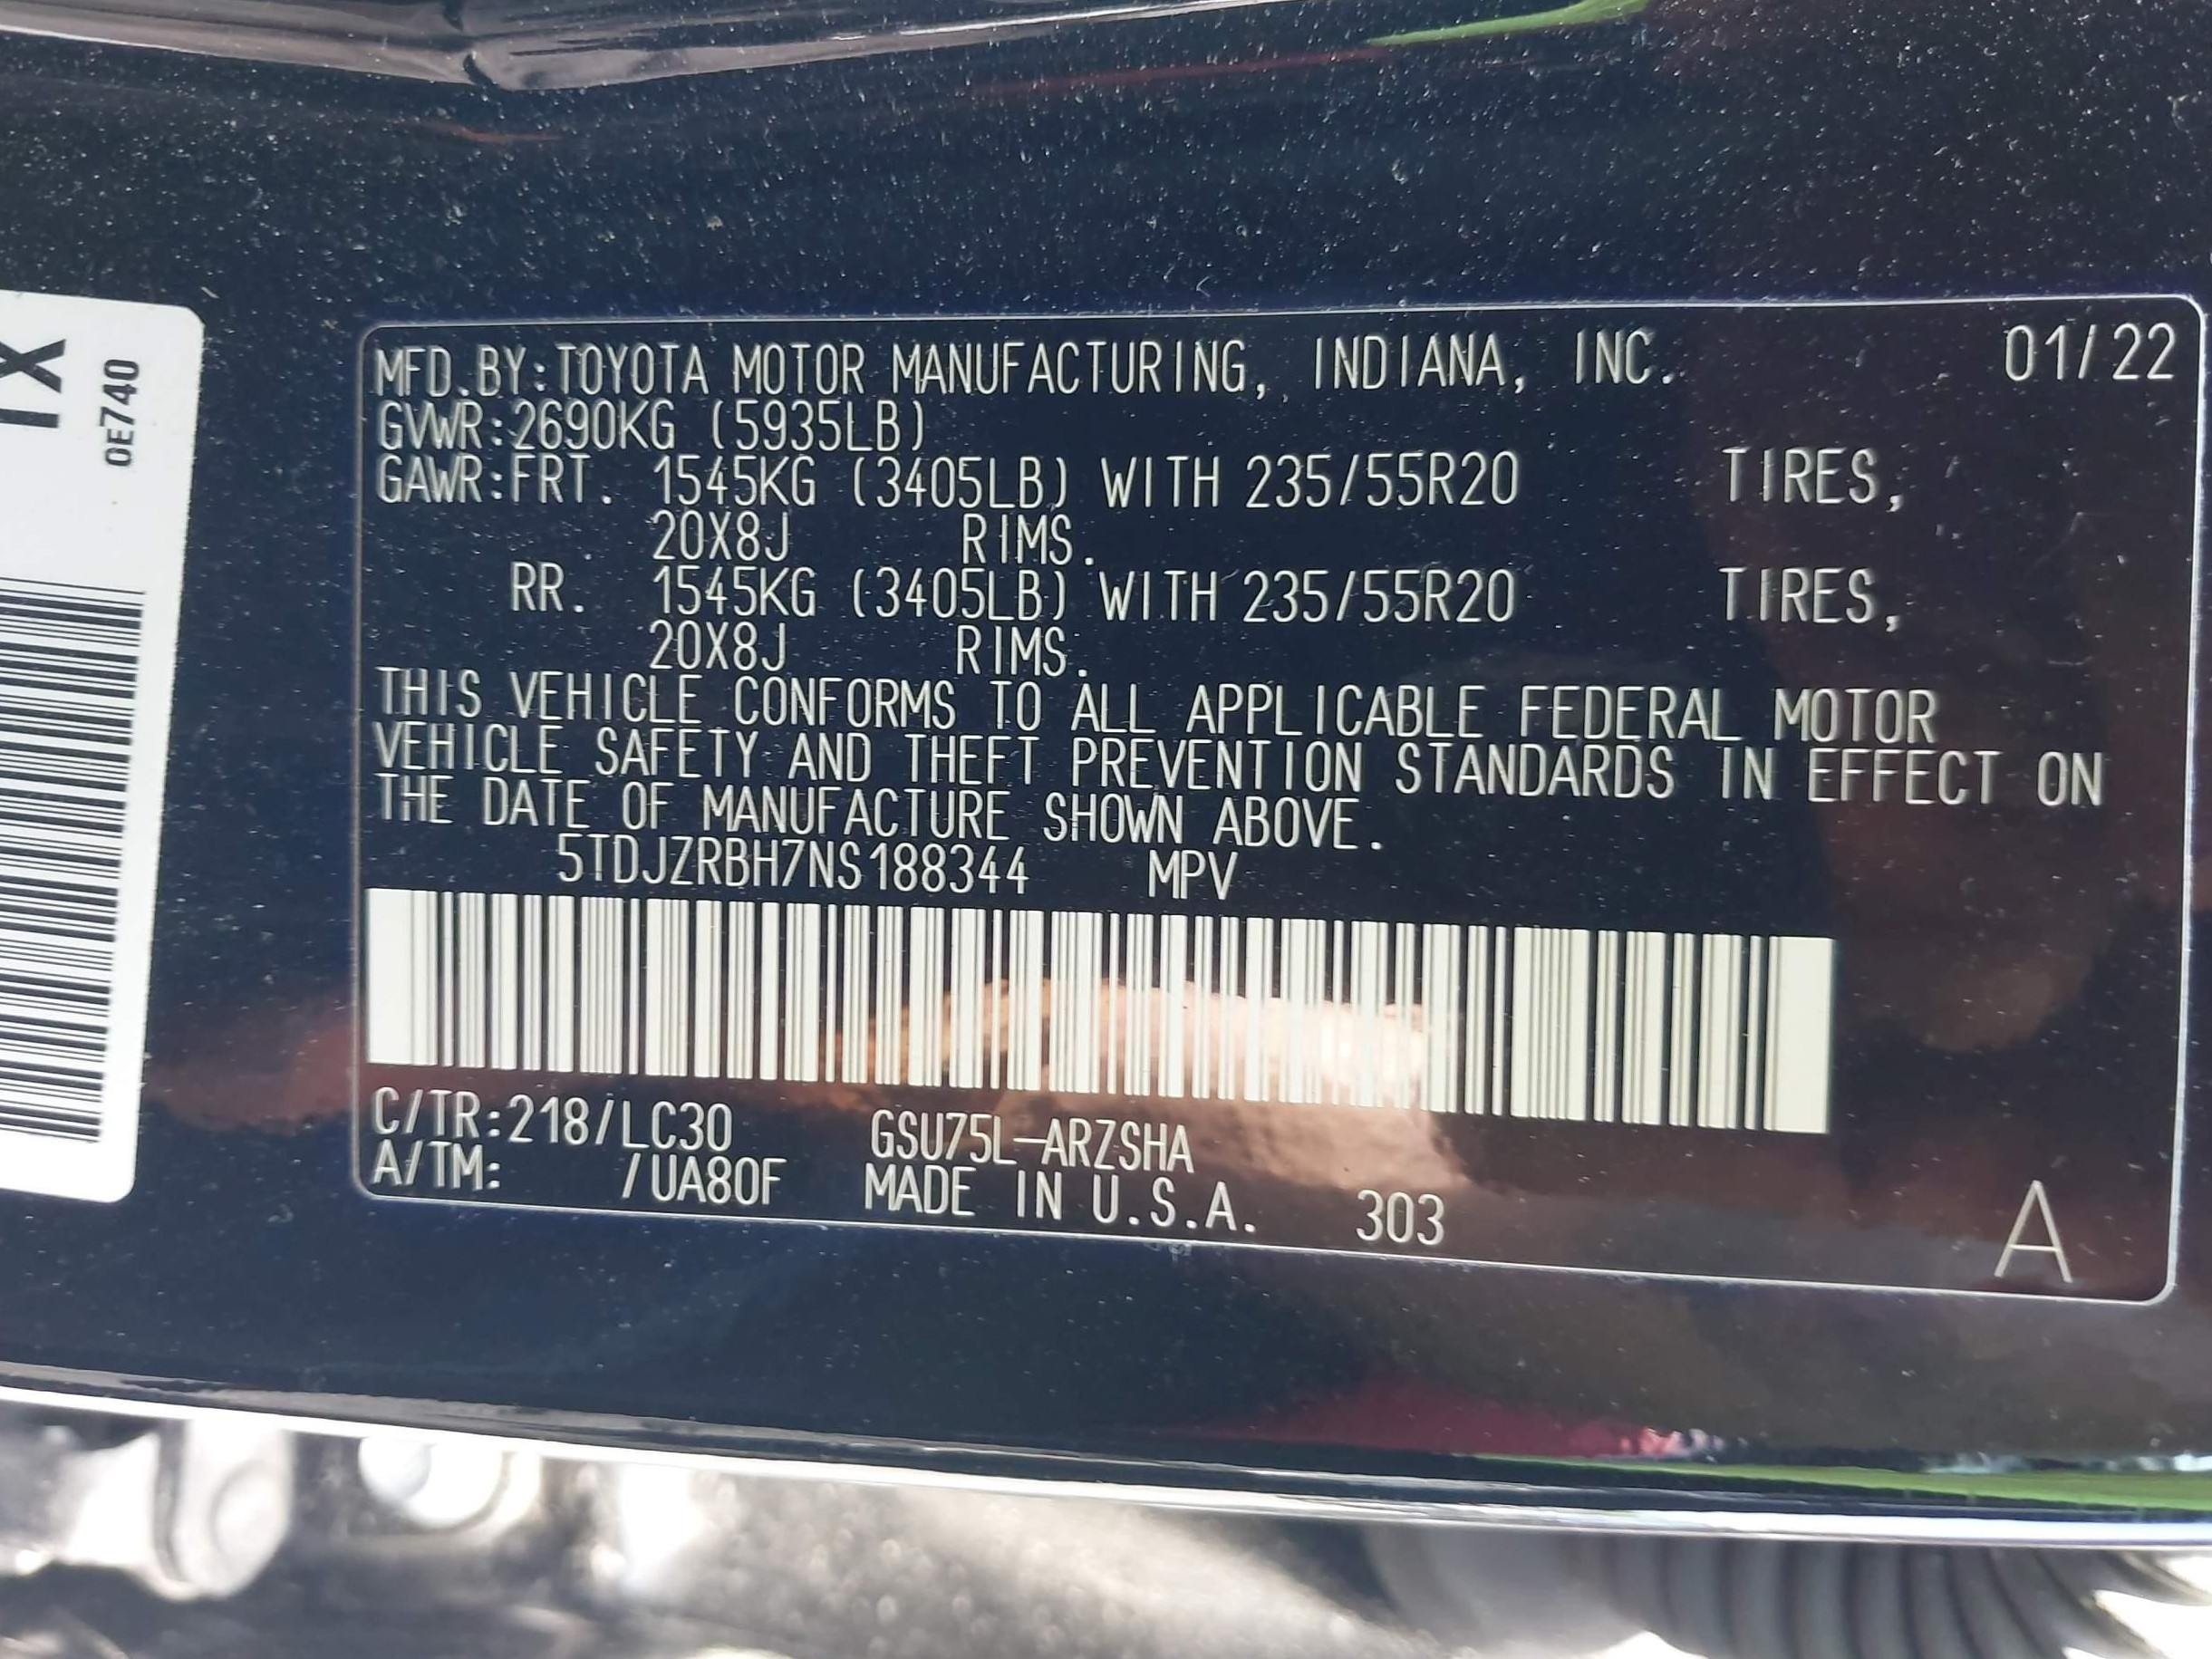 TX
0E740
MFD.BY:TOYOTA MOTOR MANUFACTURING, INDIANA, INC. 01/22
GVWR:2690KG (5935LB)
GAWR:FRT. 1545KG (3405LB) WITH 235/55R20 TIRES,
20X8J RIMS.
RR. 1545KG (3405LB) WITH 235/55R20 TIRES,
20X8J RIMS.
THIS VEHICLE CONFORMS TO ALL APPLICABLE FEDERAL MOTOR
VEHICLE SAFETY AND THEFT PREVENTION STANDARDS IN EFFECT ON
THE DATE OF MANUFACTURE SHOWN ABOVE.
5TDJZRBH7NS188344 MPV
C/TR:218/LC30 GSU75L-ARZSHA
A/TM: /UA80F MADE IN U.S.A. 303
A